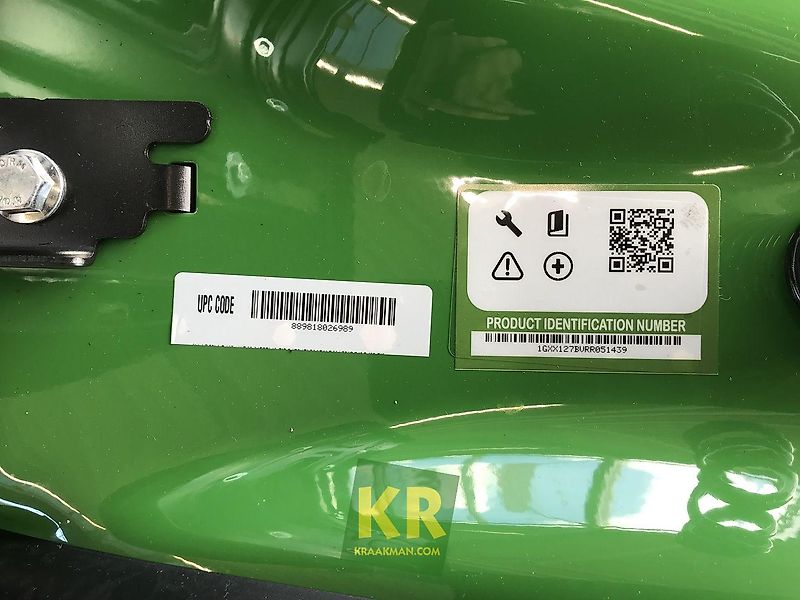 UPC CODE
889818026989
PRODUCT IDENTIFICATION NUMBER
1GXX127BVRR051439
KR
KRAAKMAN.COM